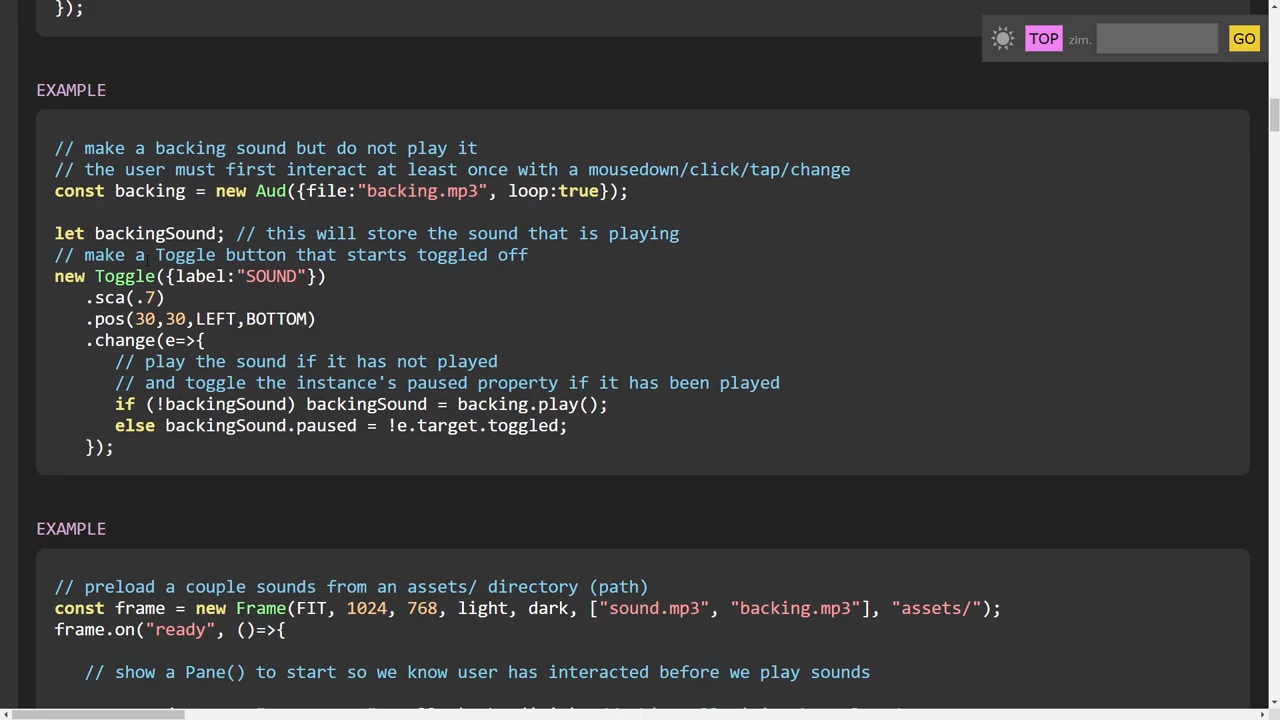 });
TOP zim. GO
EXAMPLE
// make a backing sound but do not play it
// the user must first interact at least once with a mousedown/click/tap/change
const backing = new Aud({file:"backing.mp3", loop:true});
let backingSound; // this will store the sound that is playing
// make a Toggle button that starts toggled off
new Toggle({label:"SOUND"})
.sca(.7)
.pos(30,30,LEFT,BOTTOM)
.change(e=>{
// play the sound if it has not played
// and toggle the instance's paused property if it has been played
if (!backingSound) backingSound = backing.play();
else backingSound.paused = !e.target.toggled;
});
EXAMPLE
// preload a couple sounds from an assets/ directory (path)
const frame = new Frame(FIT, 1024, 768, light, dark, ["sound.mp3", "backing.mp3"], "assets/");
frame.on("ready", ()=>{
// show a Pane() to start so we know user has interacted before we play sounds